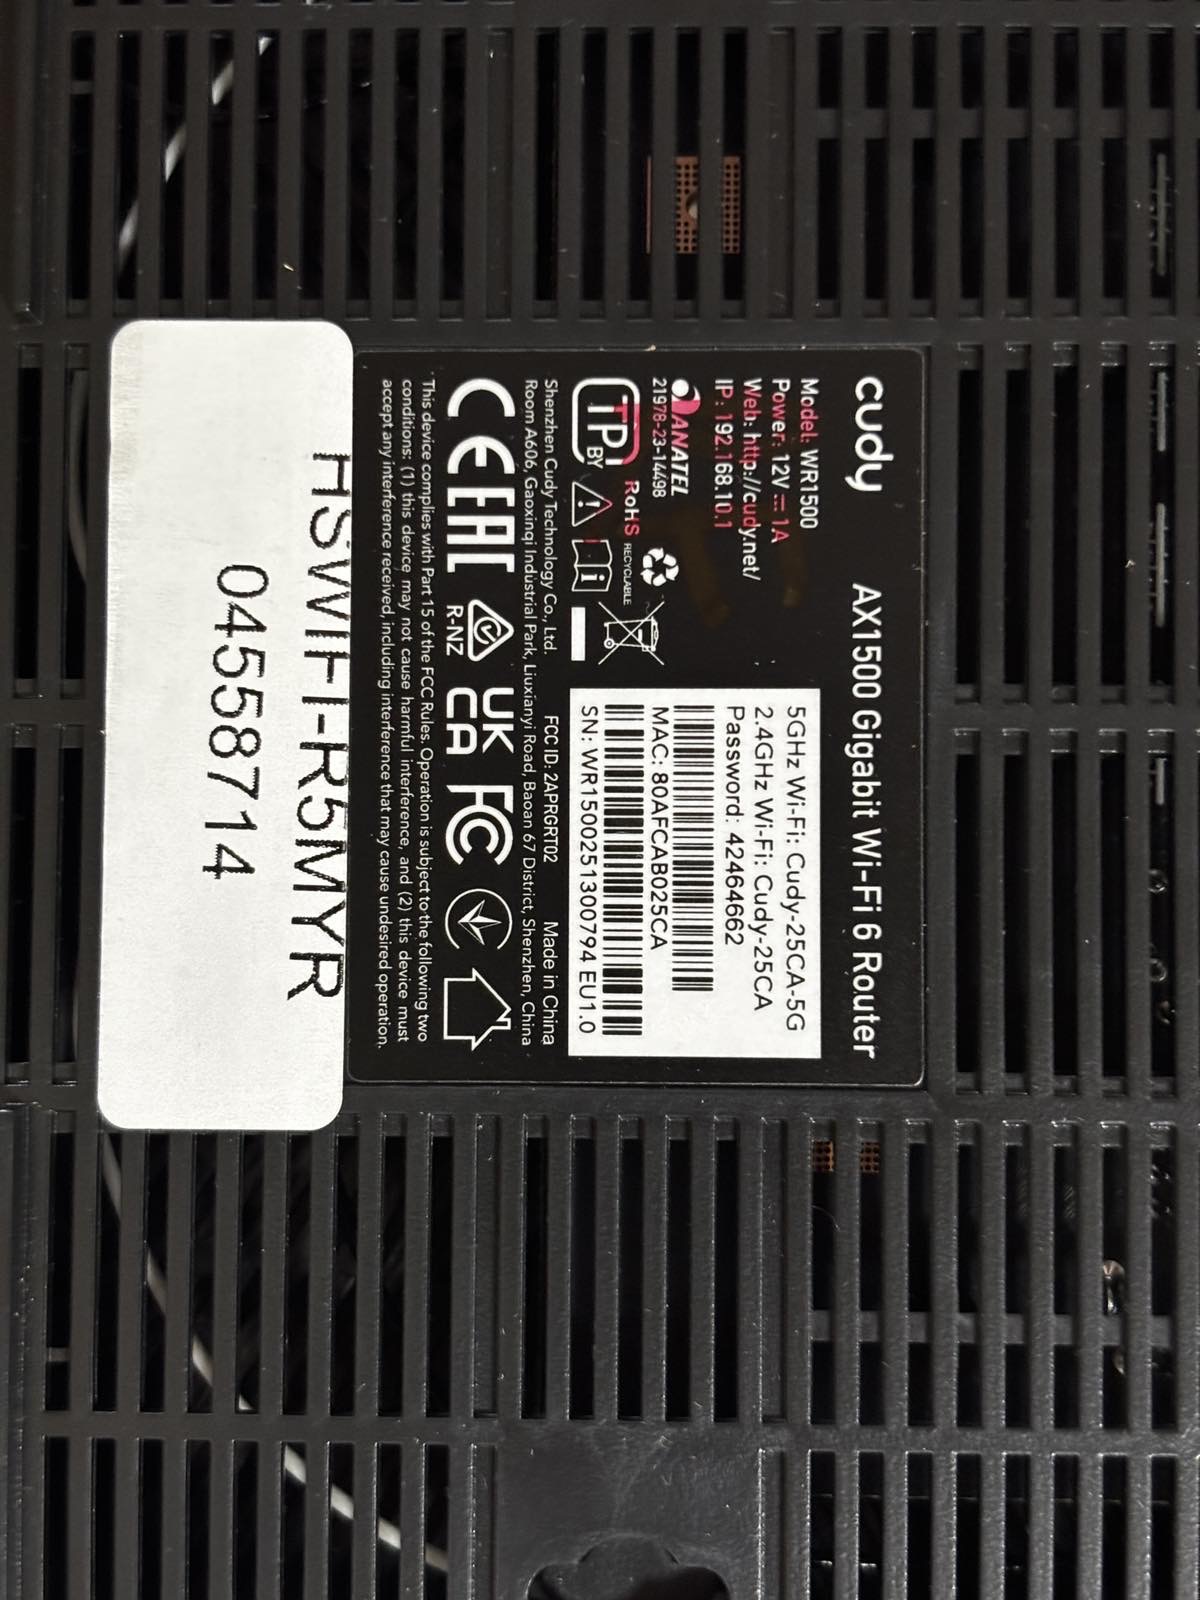 cudy
AX1500 Gigabit Wi-Fi 6 Router
Model: WR1500
Power: 12V ⎓ 1A
Web: http://cudy.net/
IP: 192.168.10.1
ANATEL
21978-23-14498
TP
BY
RoHS
RECYCLABLE
5GHz Wi-Fi: Cudy-25CA-5G
2.4GHz Wi-Fi: Cudy-25CA
Password: 42464662
MAC: 80AFCAB025CA
SN: WR1500251300794 EU1.0
Shenzhen Cudy Technology Co., Ltd. FCC ID: 2APRGRT02 Made in China
Room A606, Gaoxinqi Industrial Park, Liuxianyi Road, Baoan 67 District, Shenzhen, China
CE EAC R-NZ UK CA FC
This device complies with Part 15 of the FCC Rules. Operation is subject to the following two
conditions: (1) this device may not cause harmful interference, and (2) this device must
accept any interference received, including interference that may cause undesired operation.
HSWIFI-R5MYR
04558714